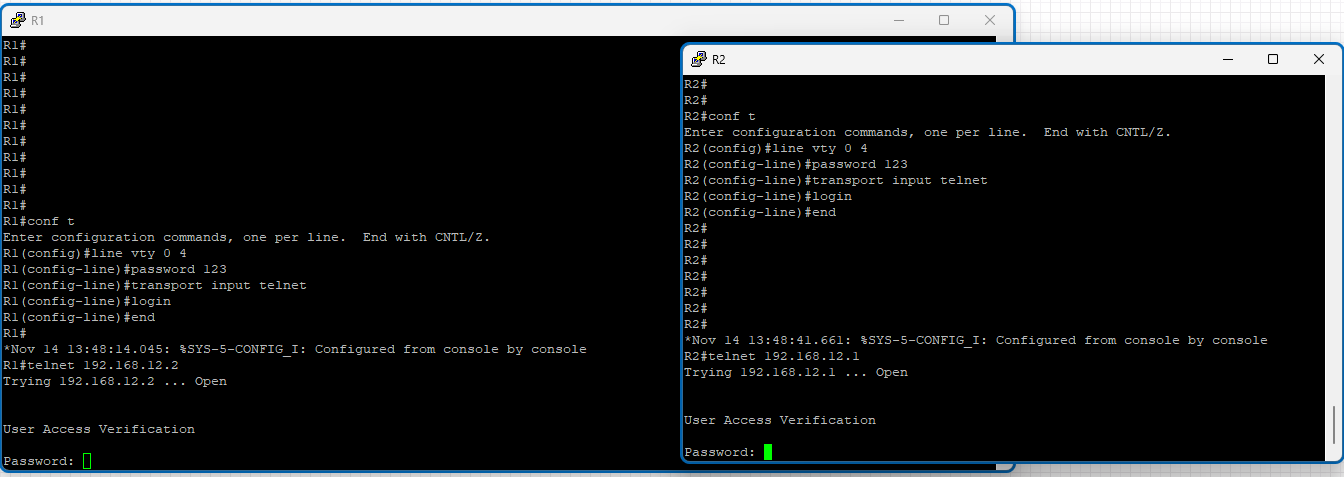 R1
R1#
R1#
R1#
R1#
R1#
R1#
R1#
R1#
R1#
R1#
R1#
R1#conf t
Enter configuration commands, one per line.  End with CNTL/Z.
R1(config)#line vty 0 4
R1(config-line)#password 123
R1(config-line)#transport input telnet
R1(config-line)#login
R1(config-line)#end
R1#
*Nov 14 13:48:14.045: %SYS-5-CONFIG_I: Configured from console by console
R1#telnet 192.168.12.2
Trying 192.168.12.2 ... Open
User Access Verification
Password:
R2
R2#
R2#
R2#conf t
Enter configuration commands, one per line.  End with CNTL/Z.
R2(config)#line vty 0 4
R2(config-line)#password 123
R2(config-line)#transport input telnet
R2(config-line)#login
R2(config-line)#end
R2#
R2#
R2#
R2#
R2#
R2#
R2#
*Nov 14 13:48:41.661: %SYS-5-CONFIG_I: Configured from console by console
R2#telnet 192.168.12.1
Trying 192.168.12.1 ... Open
User Access Verification
Password: